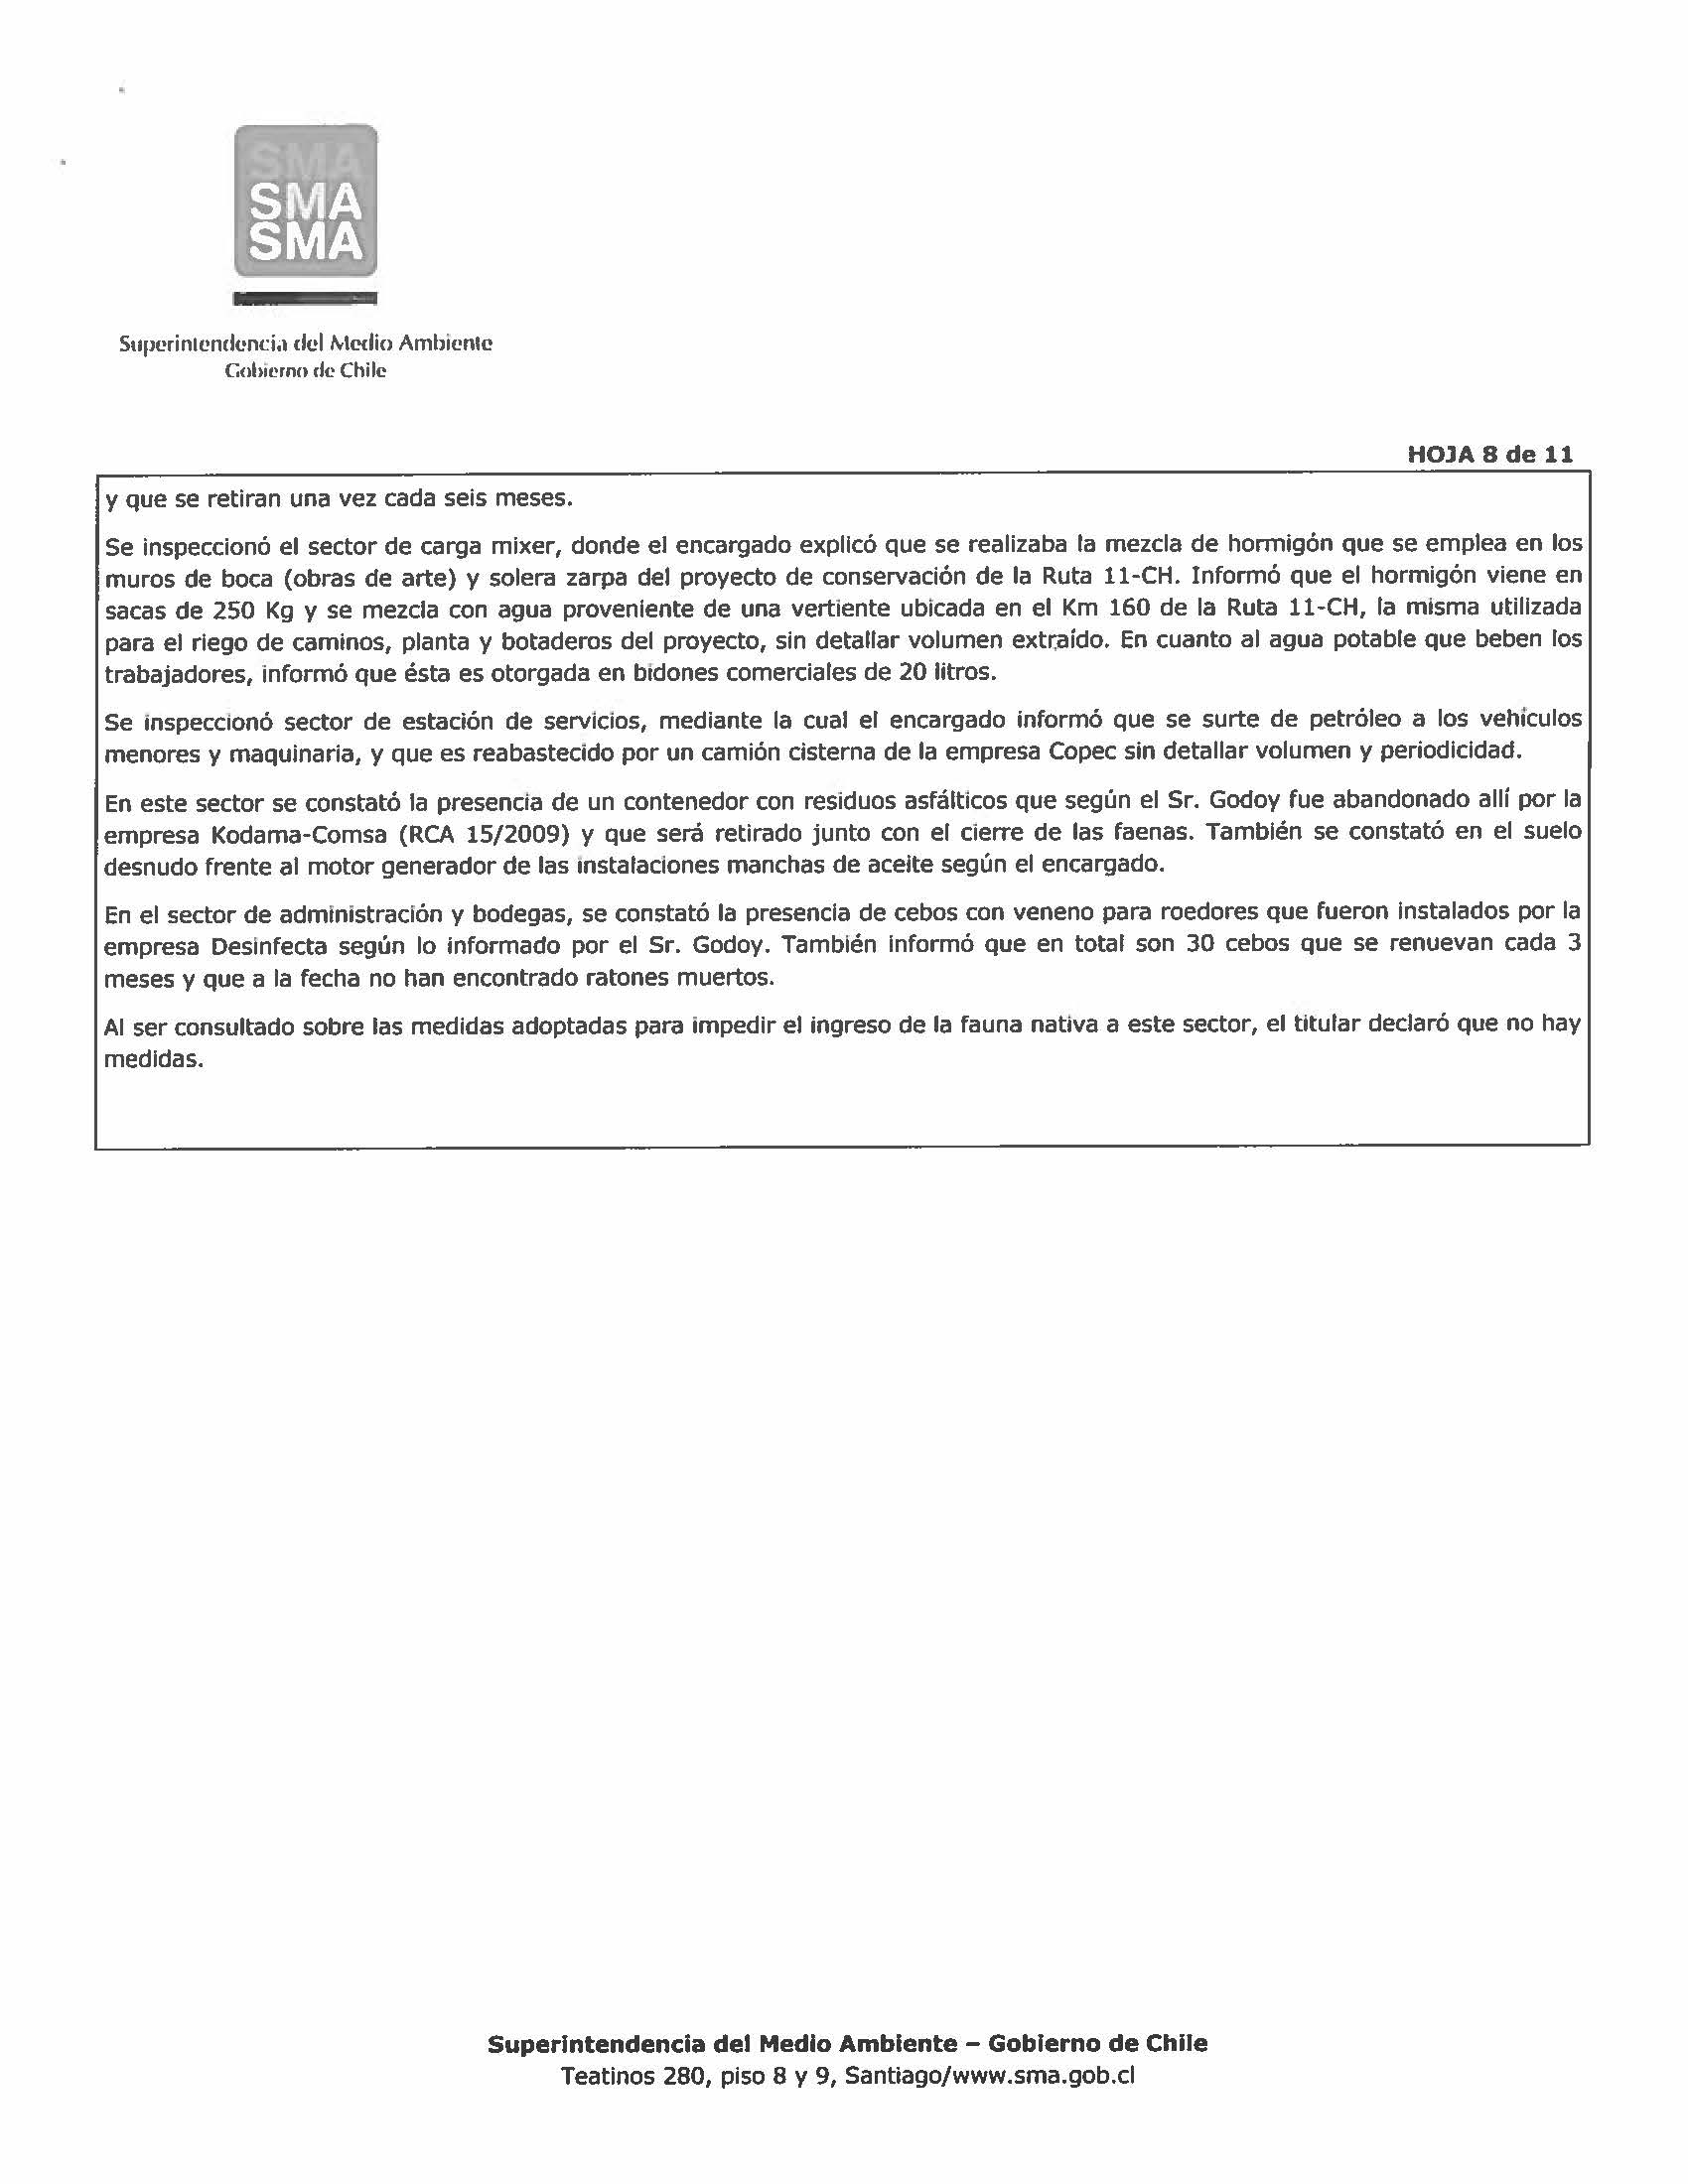 SMA
SMA
SMA
Superintendencia del Medio Ambiente
Gobierno de Chile
HOJA 8 de 11
y que se retiran una vez cada seis meses.
Se inspeccionó el sector de carga mixer, donde el encargado explicó que se realizaba la mezcla de hormigón que se emplea en los
muros de boca (obras de arte) y solera zarpa del proyecto de conservación de la Ruta 11-CH. Informó que el hormigón viene en
sacas de 250 Kg y se mezcla con agua proveniente de una vertiente ubicada en el Km 160 de la Ruta 11-CH, la misma utilizada
para el riego de caminos, planta y botaderos del proyecto, sin detallar volumen extraído. En cuanto al agua potable que beben los
trabajadores, informó que ésta es otorgada en bidones comerciales de 20 litros.
Se inspeccionó sector de estación de servicios, mediante la cual el encargado informó que se surte de petróleo a los vehículos
menores y maquinaria, y que es reabastecido por un camión cisterna de la empresa Copec sin detallar volumen y periodicidad.
En este sector se constató la presencia de un contenedor con residuos asfálticos que según el Sr. Godoy fue abandonado allí por la
empresa Kodama-Comsa (RCA 15/2009) y que será retirado junto con el cierre de las faenas. También se constató en el suelo
desnudo frente al motor generador de las instalaciones manchas de aceite según el encargado.
En el sector de administración y bodegas, se constató la presencia de cebos con veneno para roedores que fueron instalados por la
empresa Desinfecta según lo informado por el Sr. Godoy. También informó que en total son 30 cebos que se renuevan cada 3
meses y que a la fecha no han encontrado ratones muertos.
Al ser consultado sobre las medidas adoptadas para impedir el ingreso de la fauna nativa a este sector, el titular declaró que no hay
medidas.
Superintendencia del Medio Ambiente – Gobierno de Chile
Teatinos 280, piso 8 y 9, Santiago/www.sma.gob.cl